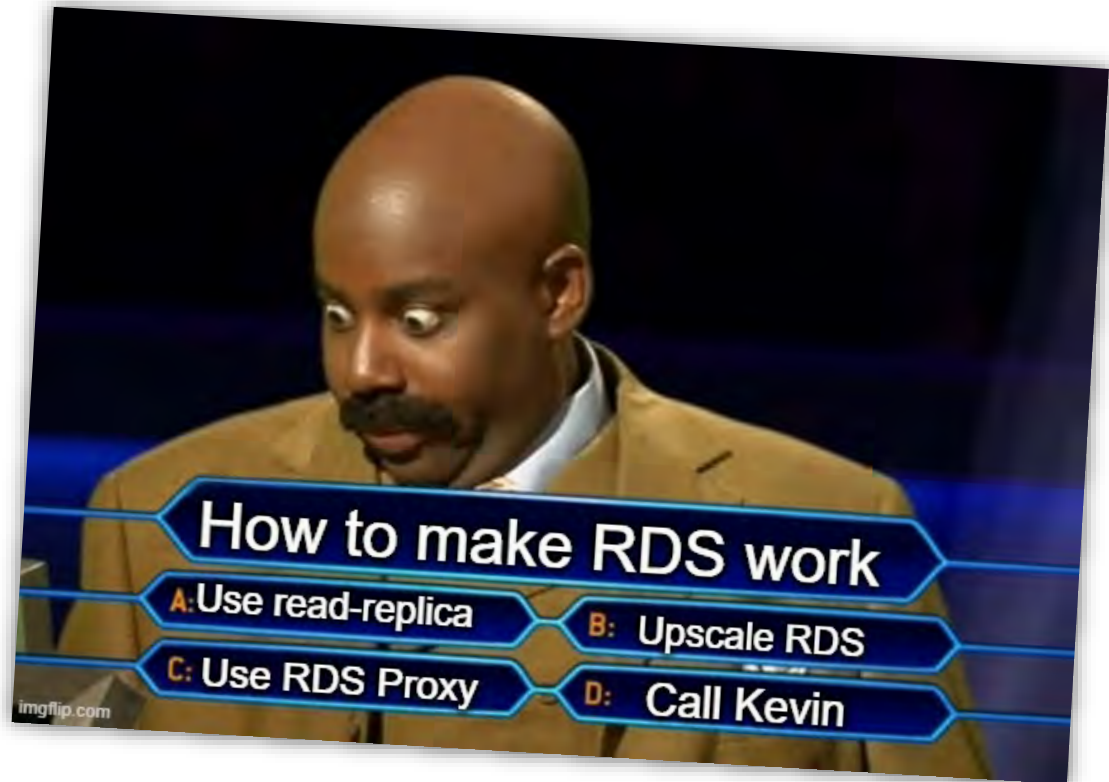 How to make RDS work
A: Use read-replica
B: Upscale RDS
C: Use RDS Proxy
D: Call Kevin
imgflip.com